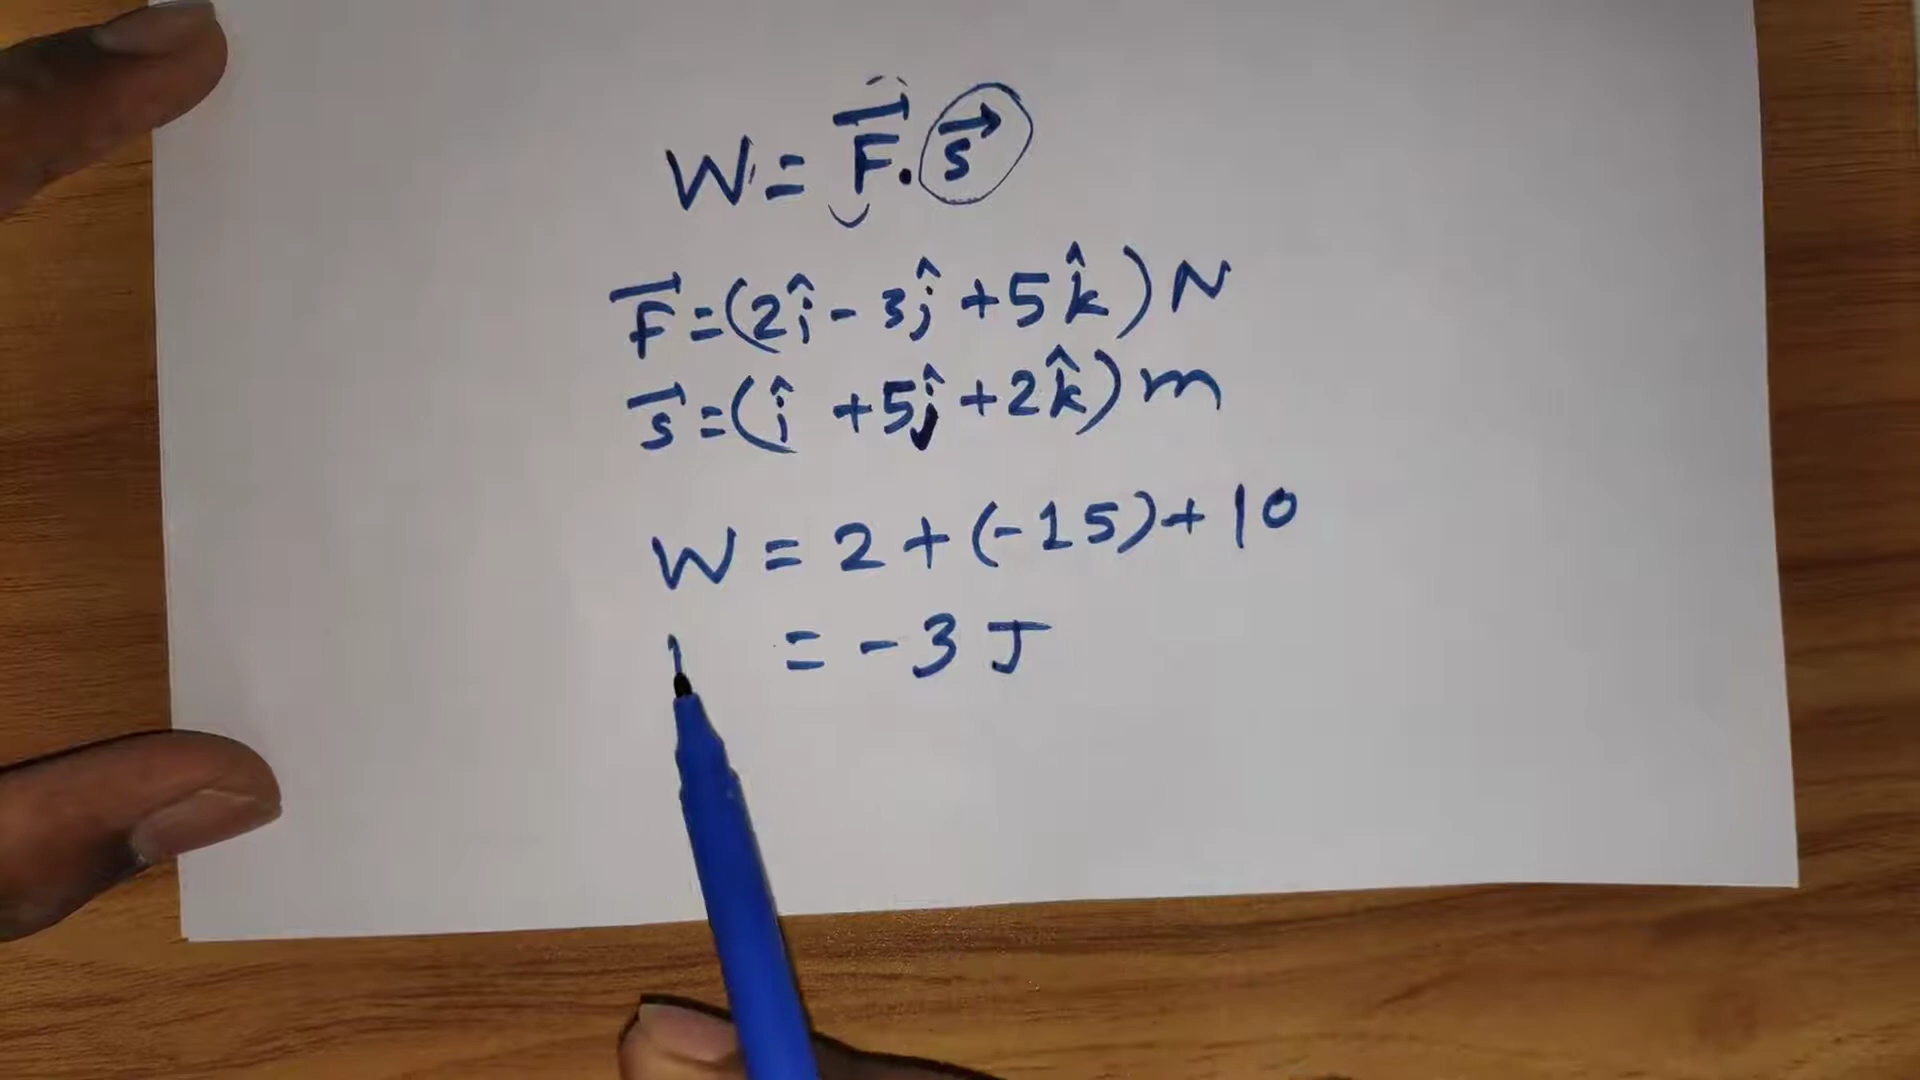 W = F⃗ . s⃗
F⃗ = (2î - 3ĵ + 5k̂) N
s⃗ = (î + 5ĵ + 2k̂) m
W = 2 + (-15) + 10
= -3 J